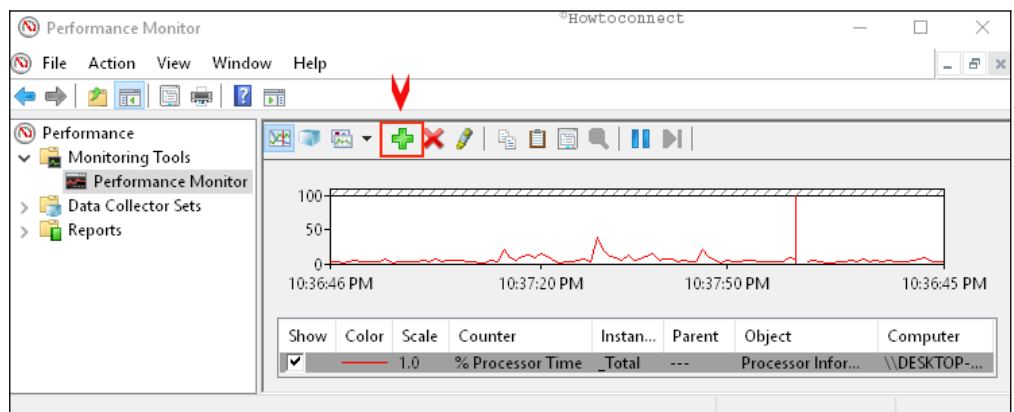 ©Howtoconnect
Performance Monitor
File Action View Window Help
Performance
Monitoring Tools
Performance Monitor
Data Collector Sets
Reports
100
50
0
10:36:46 PM 10:37:20 PM 10:37:50 PM 10:36:45 PM
Show Color Scale Counter Instan... Parent Object Computer
1.0 % Processor Time _Total --- Processor Infor... \\DESKTOP-...